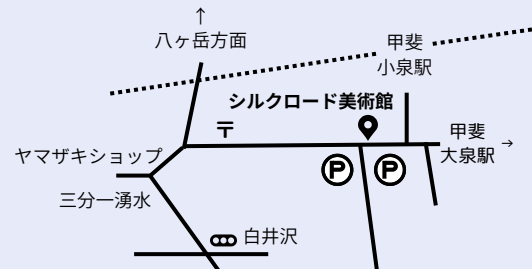 ↑
八ヶ岳方面
甲斐
小泉駅
シルクロード美術館
〒
甲斐
大泉駅 →
ヤマザキショップ
P P
三分一湧水
白井沢